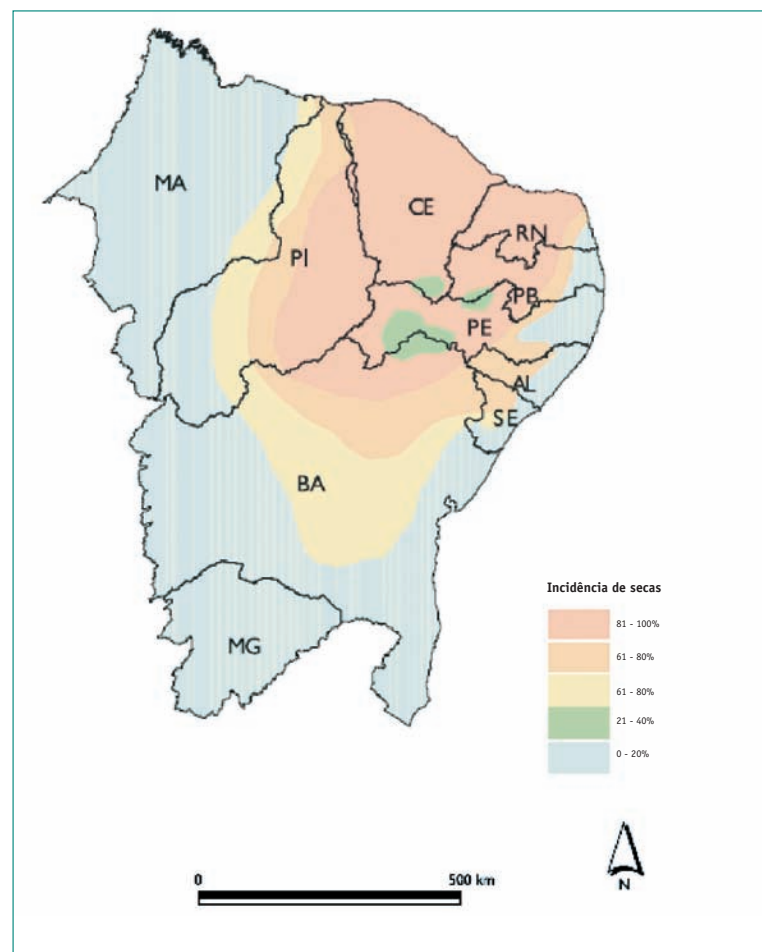 MA
CE
RN
PI
PB
PE
AL
SE
BA
MG
Incidência de secas
81 - 100%
61 - 80%
61 - 80%
21 - 40%
0 - 20%
0 500 km
N